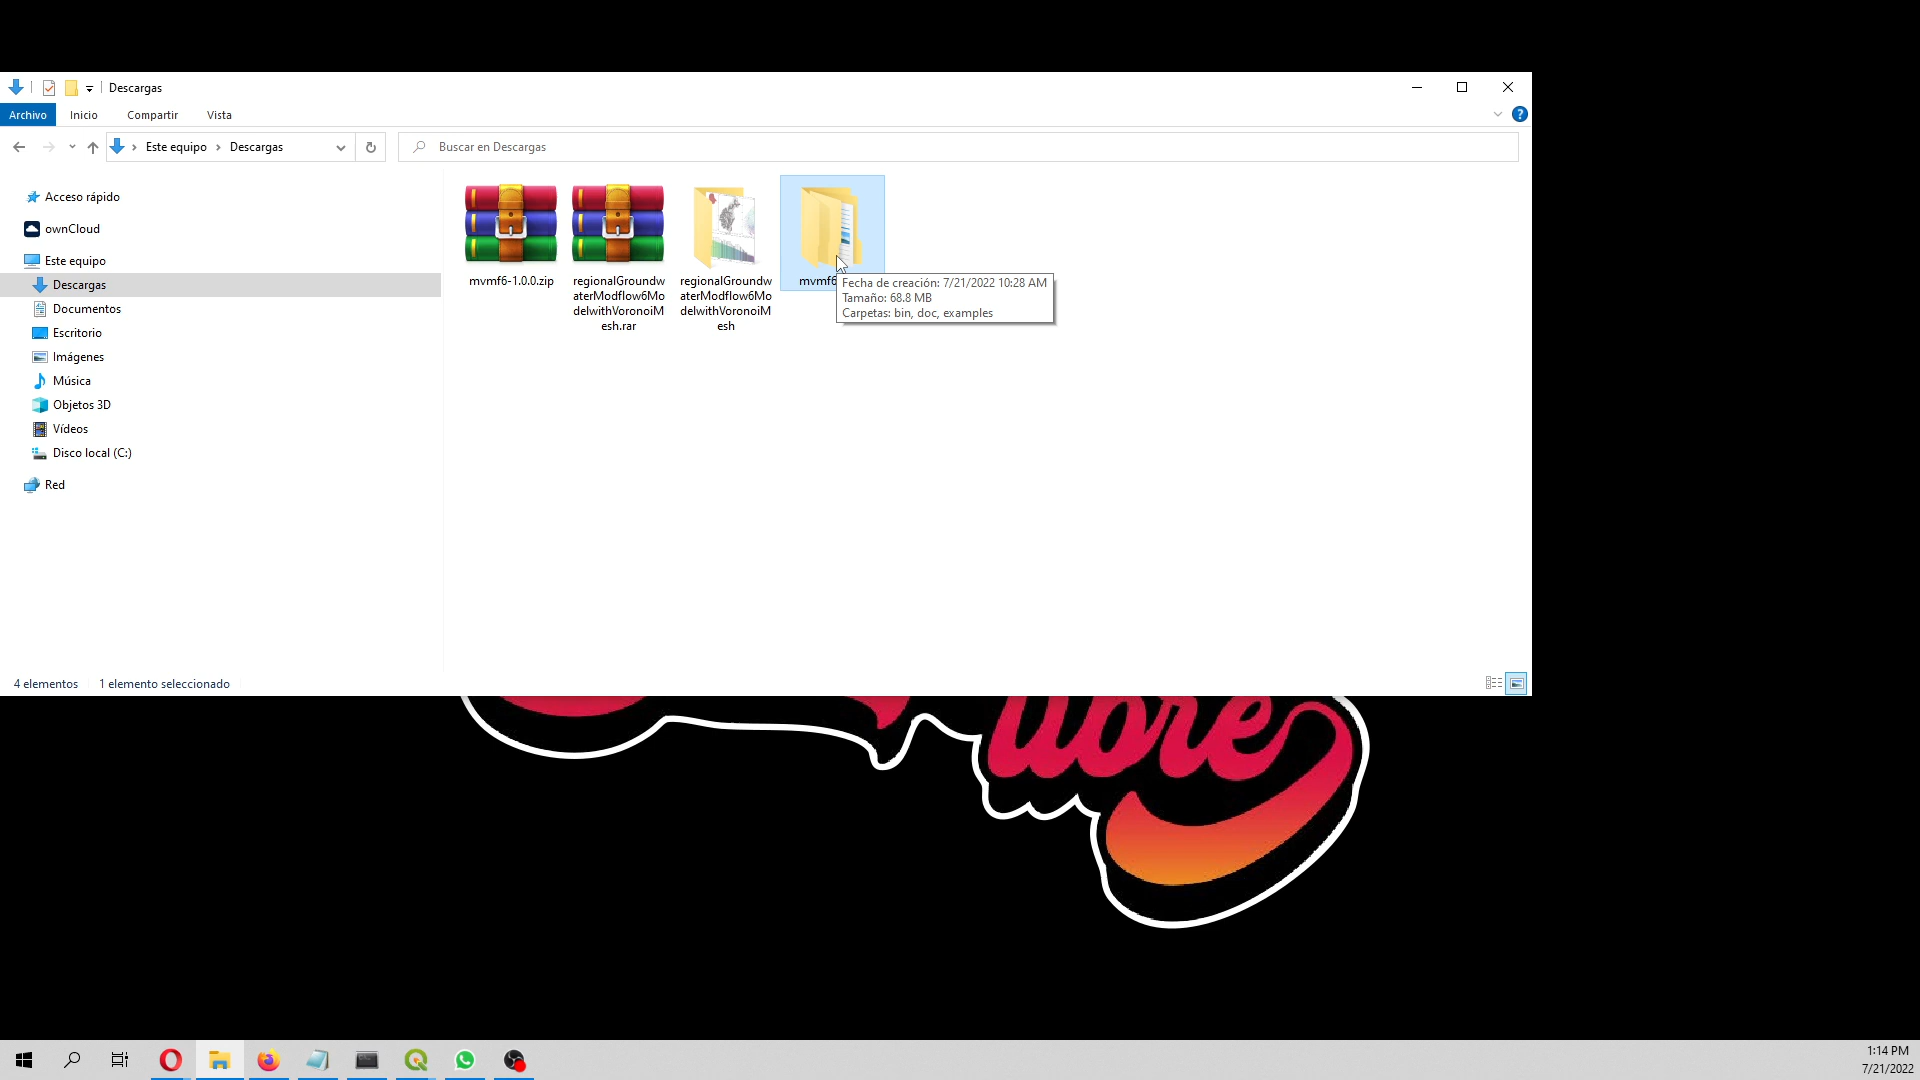 Descargas
Archivo
Inicio
Compartir
Vista
?
Este equipo
Descargas
Buscar en Descargas
Acceso rápido
ownCloud
Este equipo
Descargas
Documentos
Escritorio
Imágenes
Música
Objetos 3D
Vídeos
Disco local (C:)
Red
mvmf6-1.0.0.zip
regionalGroundw
aterModflow6Mo
delwithVoronoiM
esh.rar
regionalGroundw
aterModflow6Mo
delwithVoronoiM
esh
mvmf6
Fecha de creación: 7/21/2022 10:28 AM
Tamaño: 68.8 MB
Carpetas: bin, doc, examples
4 elementos
1 elemento seleccionado
libre
1:14 PM
7/21/2022